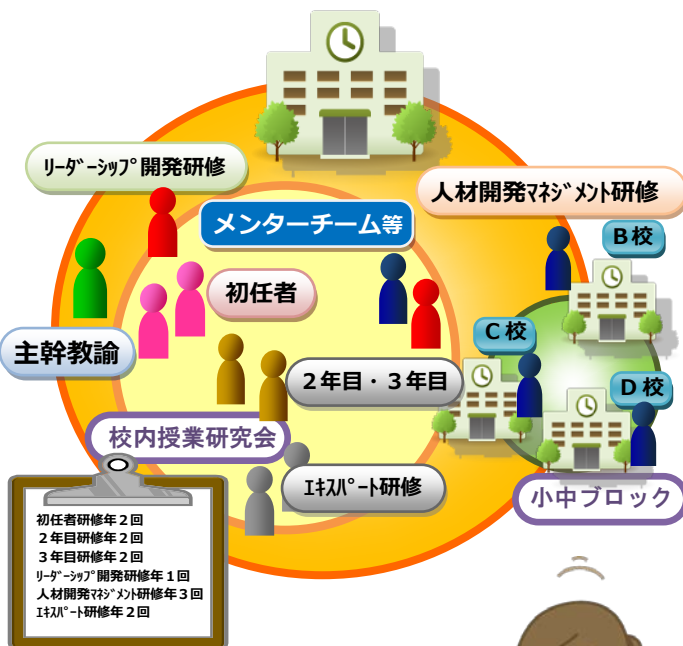 ﾘｰﾀﾞｰｼｯﾌﾟ開発研修
人材開発ﾏﾈｼﾞﾒﾝﾄ研修
メンターチーム等
Ｂ校
初任者
主幹教諭
Ｃ校
２年目・３年目
Ｄ校
校内授業研究会
ｴｷｽﾊﾟｰﾄ研修
小中ブロック
初任者研修年２回
２年目研修年２回
３年目研修年２回
ﾘｰﾀﾞｰｼｯﾌﾟ開発研修年１回
人材開発ﾏﾈｼﾞﾒﾝﾄ研修年３回
ｴｷｽﾊﾟｰﾄ研修年２回